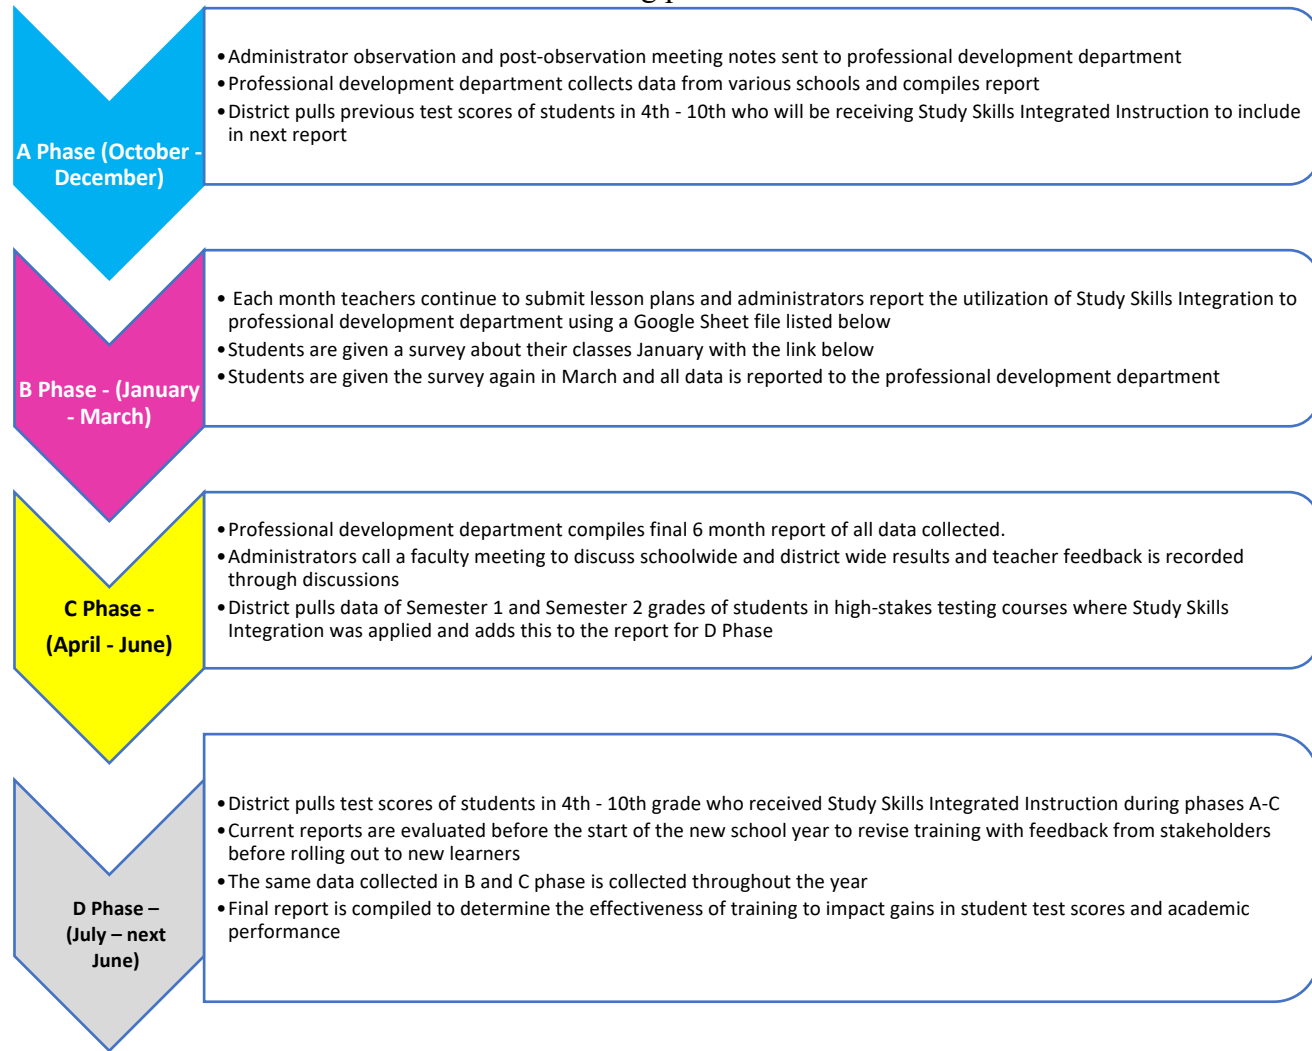 g p
A Phase (October -
December)
•Administrator observation and post-observation meeting notes sent to professional development department
•Professional development department collects data from various schools and compiles report
•District pulls previous test scores of students in 4th - 10th who will be receiving Study Skills Integrated Instruction to include
in next report
B Phase - (January
- March)
• Each month teachers continue to submit lesson plans and administrators report the utilization of Study Skills Integration to
professional development department using a Google Sheet file listed below
•Students are given a survey about their classes January with the link below
•Students are given the survey again in March and all data is reported to the professional development department
C Phase -
(April - June)
•Professional development department compiles final 6 month report of all data collected.
•Administrators call a faculty meeting to discuss schoolwide and district wide results and teacher feedback is recorded
through discussions
•District pulls data of Semester 1 and Semester 2 grades of students in high-stakes testing courses where Study Skills
Integration was applied and adds this to the report for D Phase
D Phase –
(July – next
June)
•District pulls test scores of students in 4th - 10th grade who received Study Skills Integrated Instruction during phases A-C
•Current reports are evaluated before the start of the new school year to revise training with feedback from stakeholders
before rolling out to new learners
•The same data collected in B and C phase is collected throughout the year
•Final report is compiled to determine the effectiveness of training to impact gains in student test scores and academic
performance